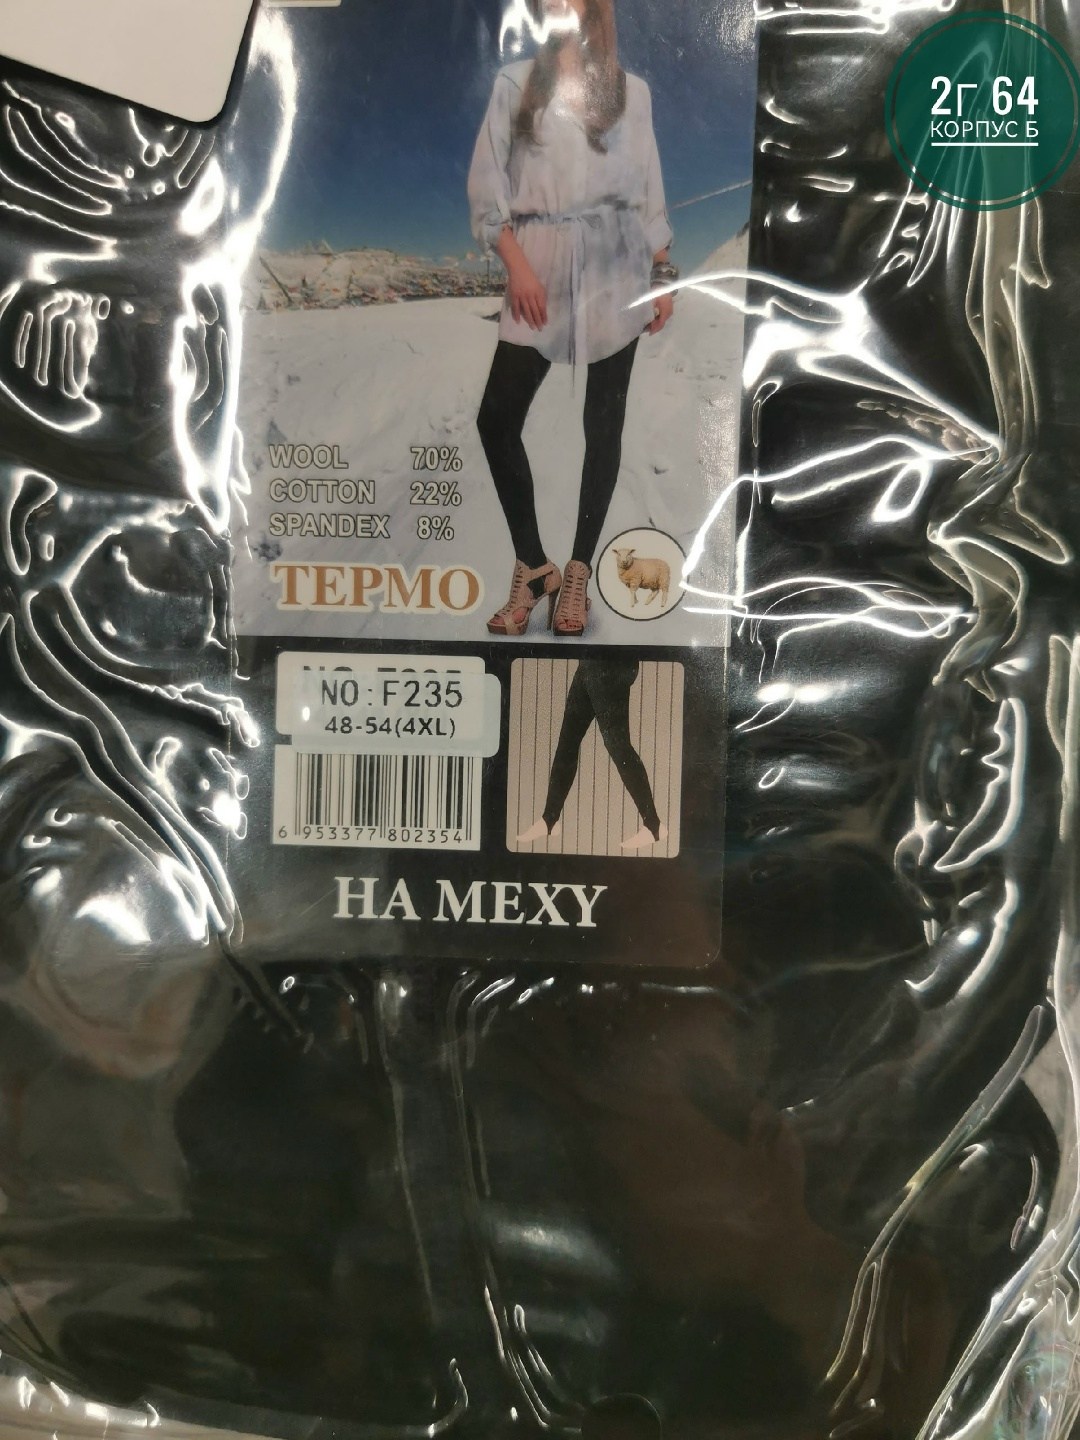 2Г 64
КОРПУС Б
WOOL 70%
COTTON 22%
SPANDEX 8%
ТЕРМО
NO:F235
48-54(4XL)
6 953377 802354
НА МЕХУ